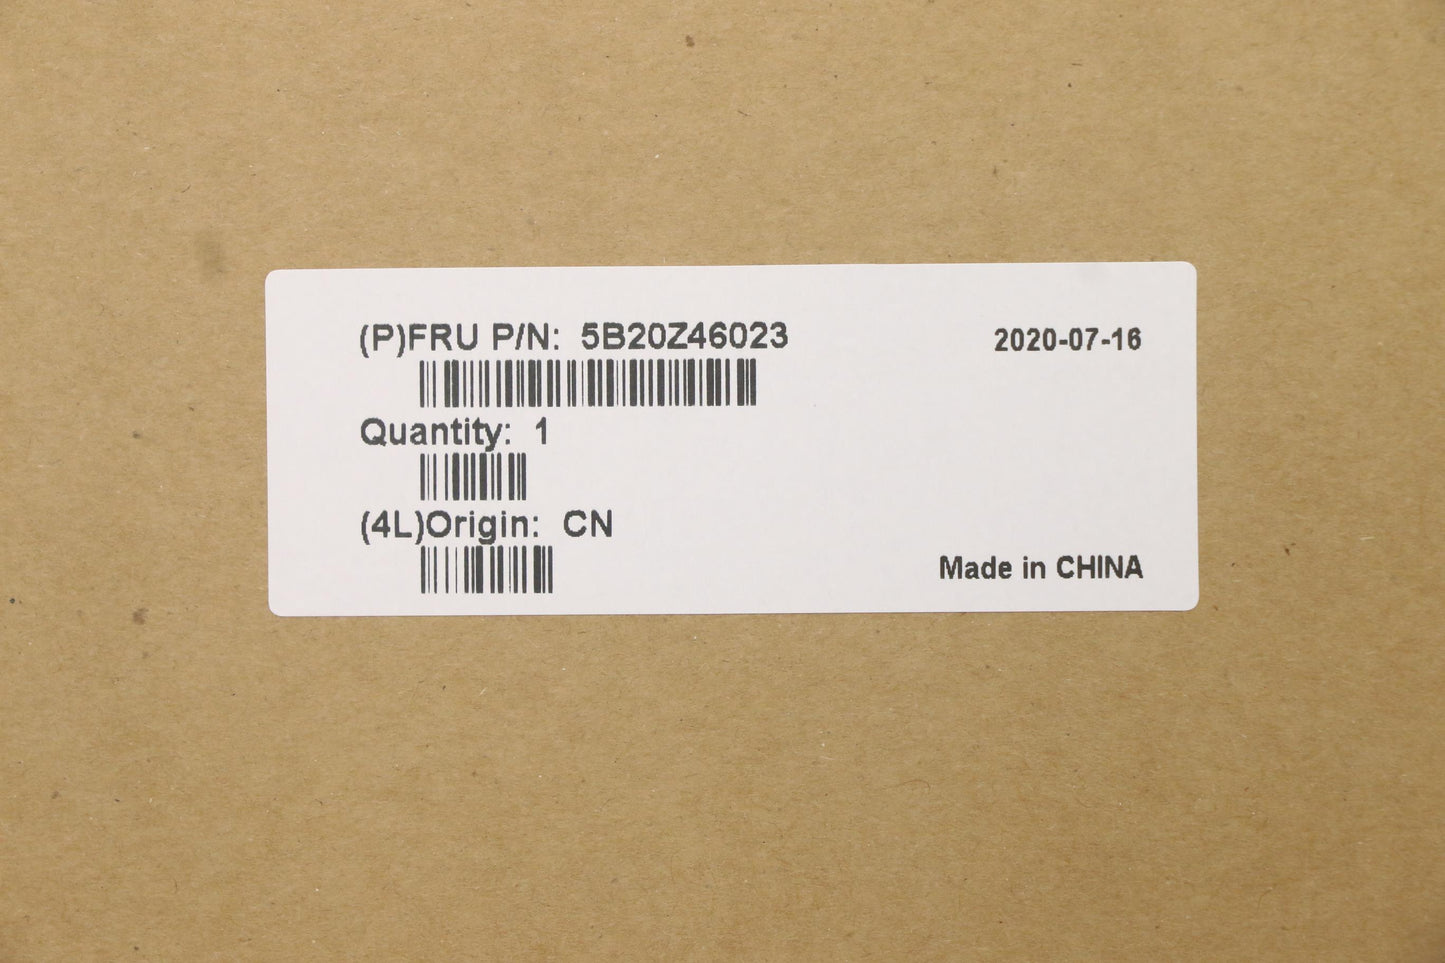 (P)FRU P/N: 5B20Z46023
2020-07-16
Quantity: 1
(4L)Origin: CN
Made in CHINA